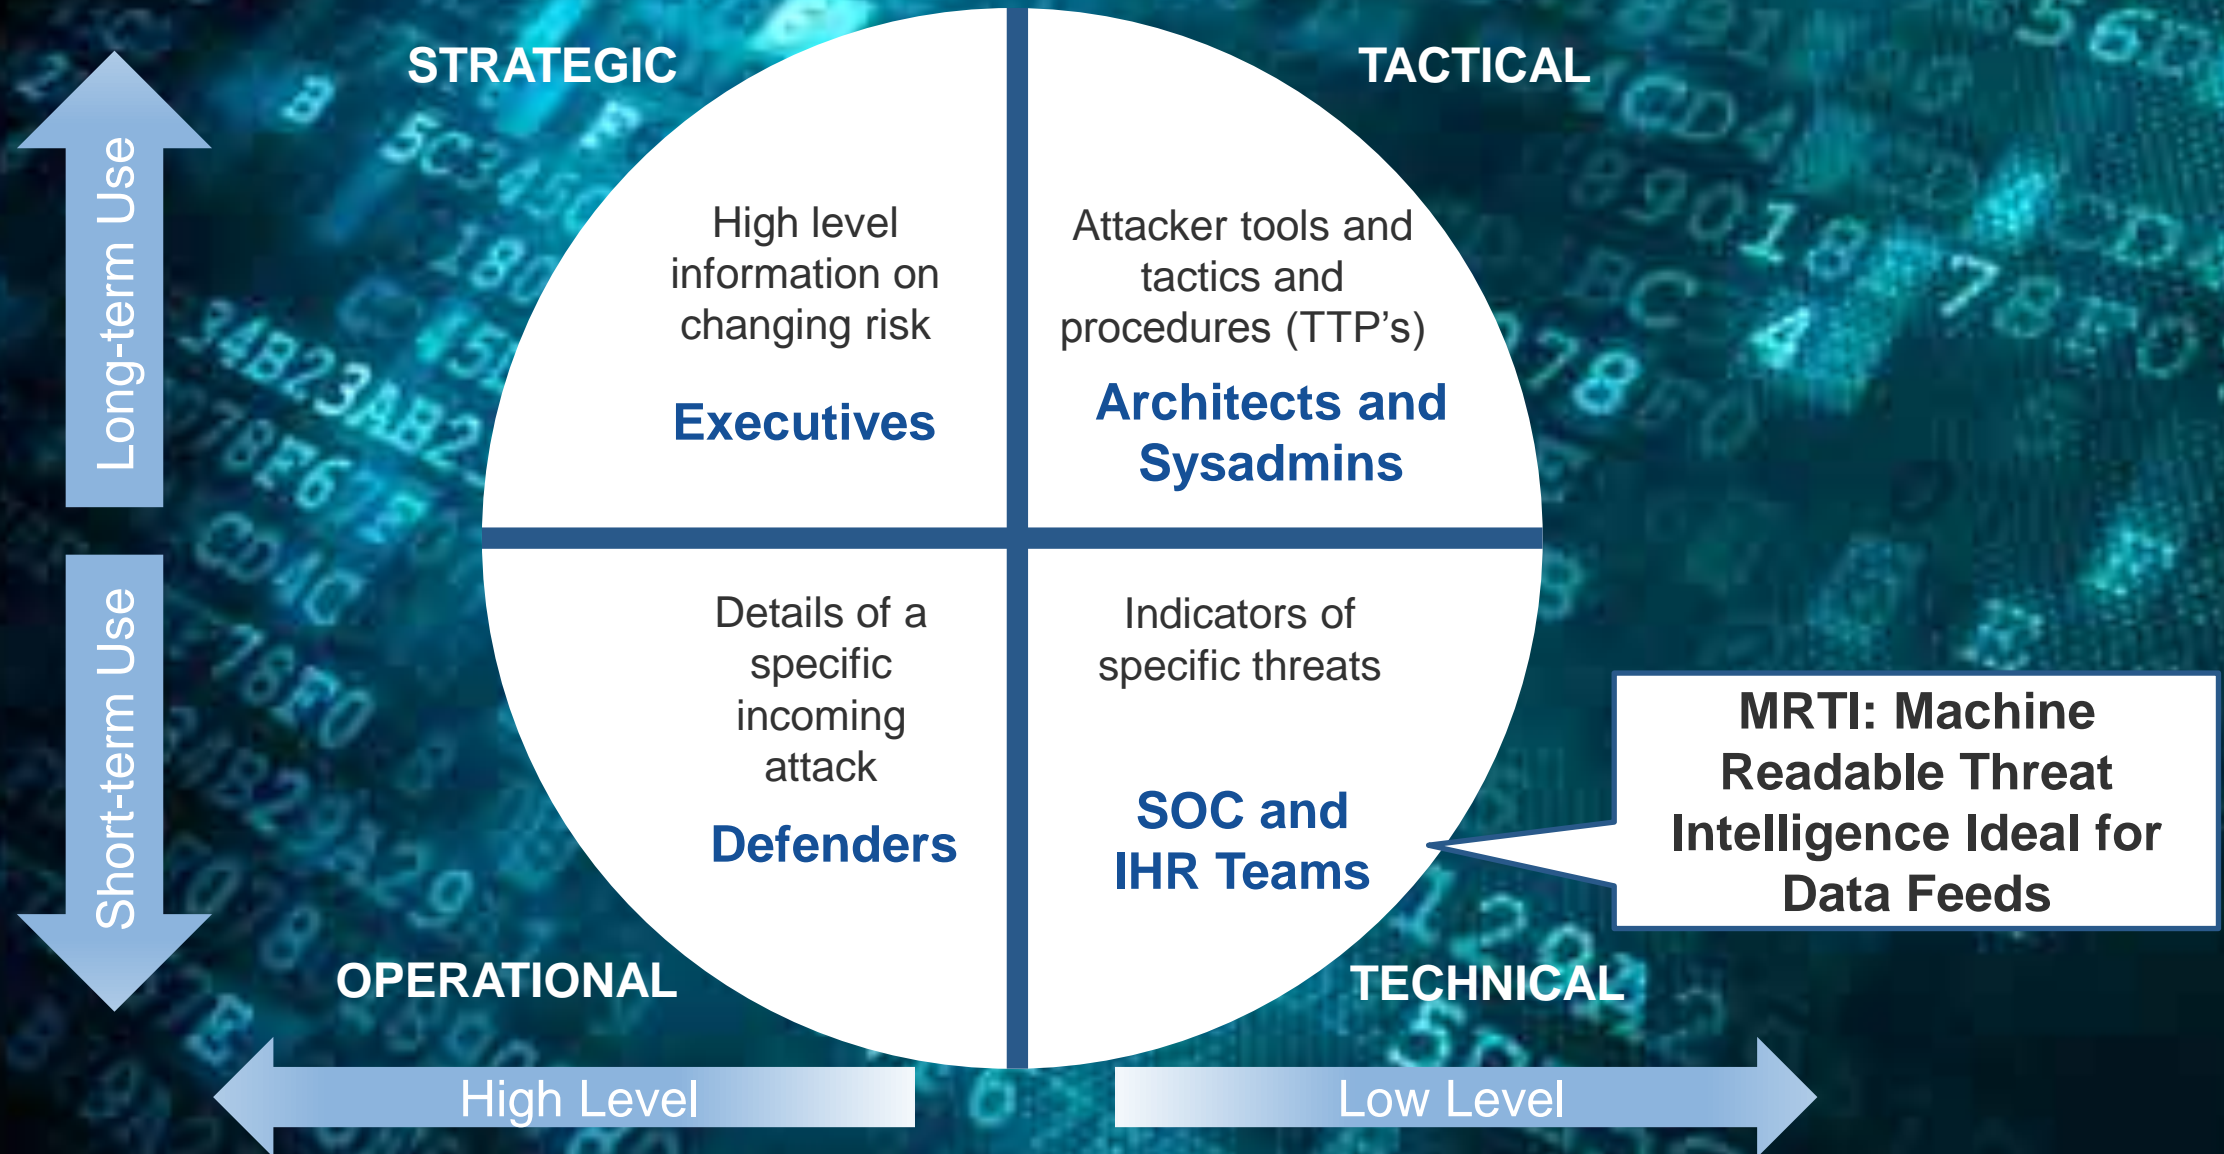 STRATEGIC
TACTICAL
Long-term Use
High level
information on
changing risk
Executives
Attacker tools and
tactics and
procedures (TTP's)
Architects and
Sysadmins
Short-term Use
Details of a
specific
incoming
attack
Defenders
Indicators of
specific threats
SOC and
IHR Teams
MRTI: Machine
Readable Threat
Intelligence Ideal for
Data Feeds
OPERATIONAL
TECHNICAL
High Level
Low Level